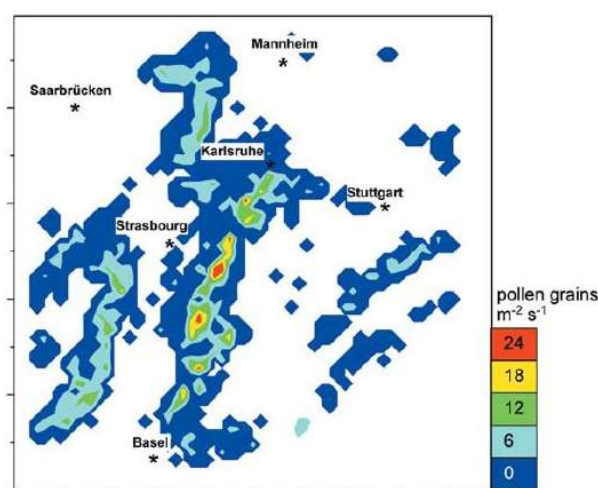 Mannheim
*
Saarbrücken
*
Karlsruhe
*
Stuttgart
*
Strasbourg
*
Basel
*
pollen grains
m⁻² s⁻¹
24
18
12
6
0